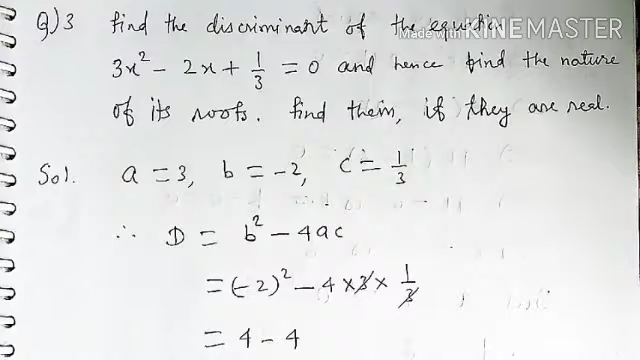 Q) 3 find the discriminant of the equation
Made with KINEMASTER
3x² - 2x + 1/3 = 0 and hence find the nature
of its roots. find them, if they are real.
Sol. a = 3, b = -2, c = 1/3
∴ D = b² - 4ac
= (-2)² - 4 × 3 × 1/3
= 4 - 4